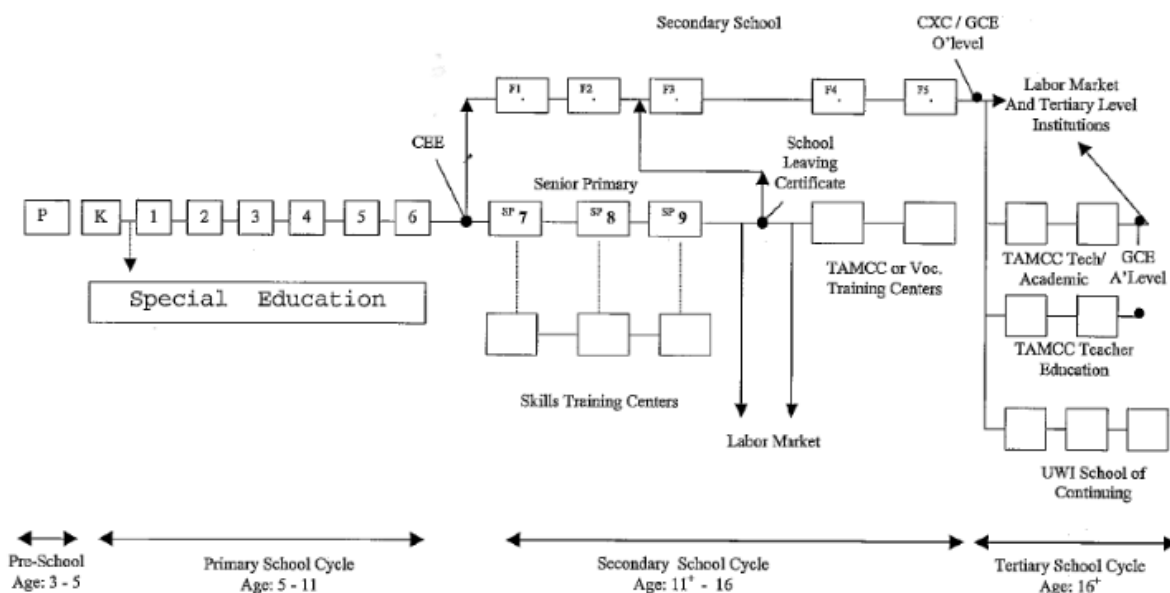 Secondary School
CXC / GCE
O'level
F1
F2
F3
F4
F5
Labor Market
And Tertiary Level
Institutions
CEE
School
Leaving
Certificate
Senior Primary
P
K
1
2
3
4
5
6
SP 7
SP 8
SP 9
TAMCC or Voc.
Training Centers
TAMCC Tech/
Academic
GCE
A'Level
Special Education
TAMCC Teacher
Education
Skills Training Centers
Labor Market
UWI School of
Continuing
Pre-School
Age: 3 - 5
Primary School Cycle
Age: 5 - 11
Secondary School Cycle
Age: 11+ - 16
Tertiary School Cycle
Age: 16+